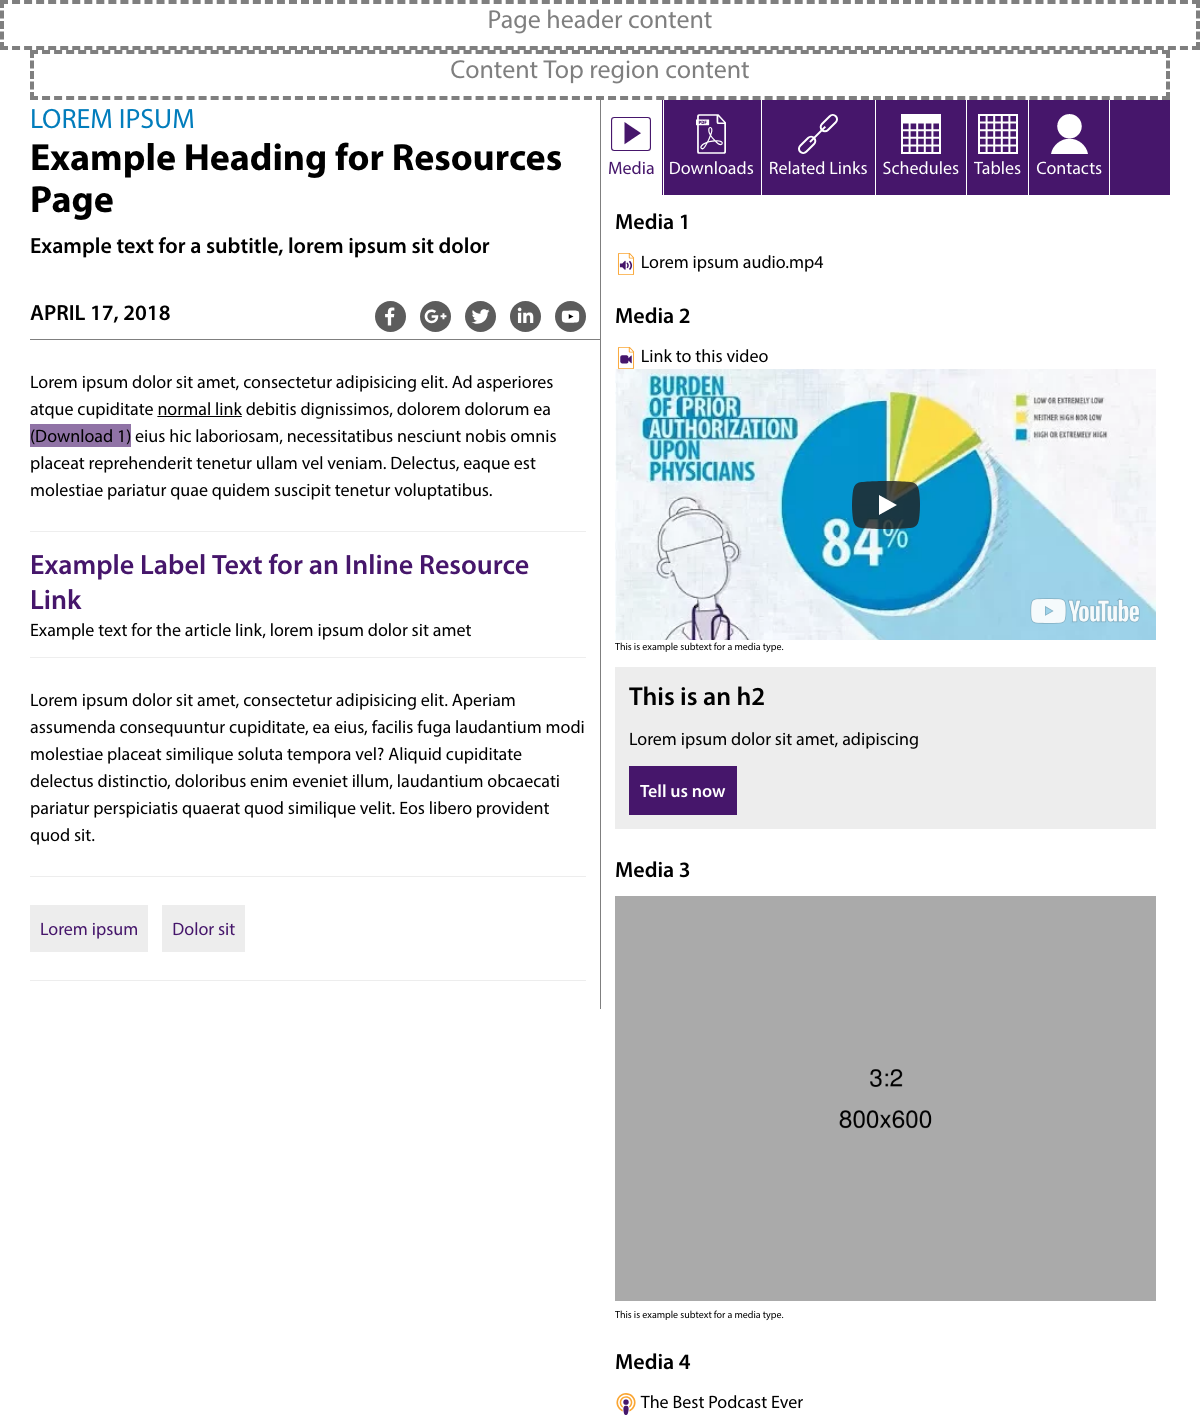 Page header content
Content Top region content
LOREM IPSUM
Example Heading for Resources
Page
Example text for a subtitle, lorem ipsum sit dolor
APRIL 17, 2018
G+
in
Lorem ipsum dolor sit amet, consectetur adipisicing elit. Ad asperiores
atque cupiditate normal link debitis dignissimos, dolorem dolorum ea
(Download 1) eius hic laboriosam, necessitatibus nesciunt nobis omnis
placeat reprehenderit tenetur ullam vel veniam. Delectus, eaque est
molestiae pariatur quae quidem suscipit tenetur voluptatibus.
Example Label Text for an Inline Resource
Link
Example text for the article link, lorem ipsum dolor sit amet
Lorem ipsum dolor sit amet, consectetur adipisicing elit. Aperiam
assumenda consequuntur cupiditate, ea eius, facilis fuga laudantium modi
molestiae placeat similique soluta tempora vel? Aliquid cupiditate
delectus distinctio, doloribus enim eveniet illum, laudantium obcaecati
pariatur perspiciatis quaerat quod similique velit. Eos libero provident
quod sit.
Lorem ipsum
Dolor sit
PDF
Media
Downloads
Related Links
Schedules
Tables
Contacts
Media 1
Lorem ipsum audio.mp4
Media 2
Link to this video
BURDEN
OF PRIOR
AUTHORIZATION
UPON
PHYSICIANS
LOW OR EXTREMELY LOW
NEITHER HIGH NOR LOW
HIGH OR EXTREMELY HIGH
84%
YouTube
This is example subtext for a media type.
This is an h2
Lorem ipsum dolor sit amet, adipiscing
Tell us now
Media 3
3:2
800x600
This is example subtext for a media type.
Media 4
The Best Podcast Ever